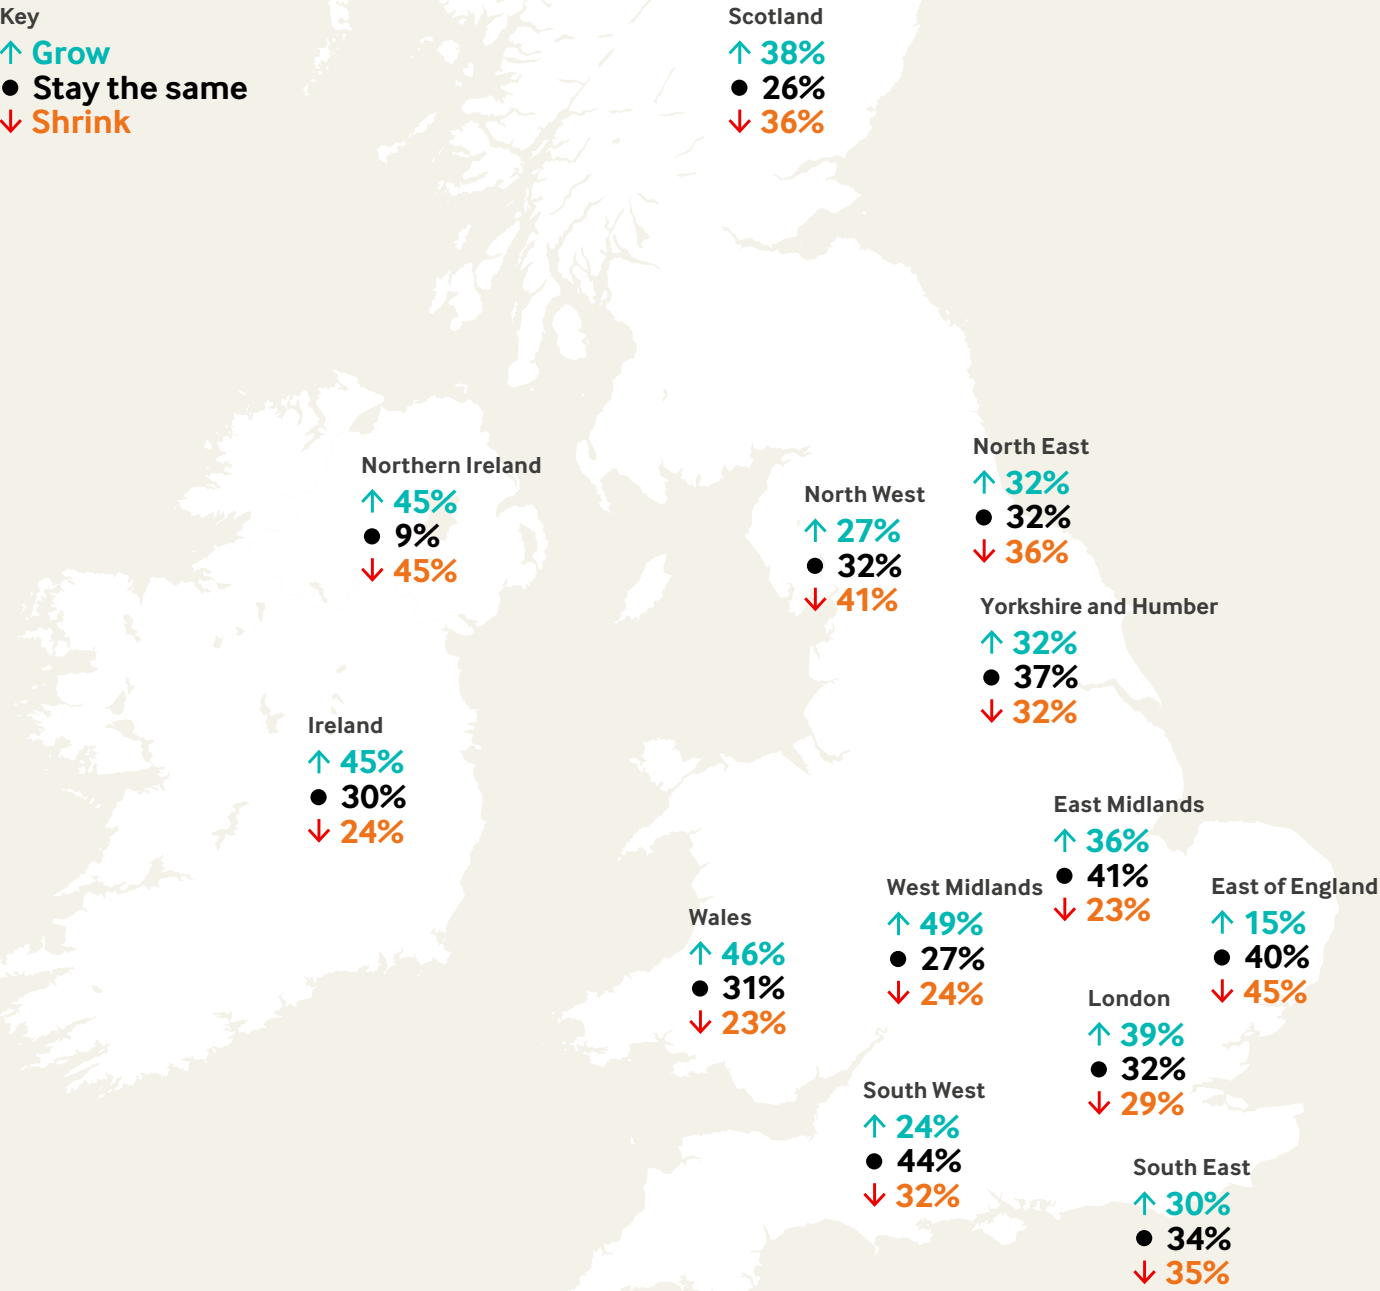 Key
↑ Grow
● Stay the same
↓ Shrink
Scotland
↑ 38%
● 26%
↓ 36%
North East
↑ 32%
● 32%
↓ 36%
Northern Ireland
↑ 45%
● 9%
↓ 45%
North West
↑ 27%
● 32%
↓ 41%
Yorkshire and Humber
↑ 32%
● 37%
↓ 32%
Ireland
↑ 45%
● 30%
↓ 24%
East Midlands
↑ 36%
● 41%
↓ 23%
West Midlands
↑ 49%
● 27%
↓ 24%
East of England
↑ 15%
● 40%
↓ 45%
Wales
↑ 46%
● 31%
↓ 23%
London
↑ 39%
● 32%
↓ 29%
South West
↑ 24%
● 44%
↓ 32%
South East
↑ 30%
● 34%
↓ 35%